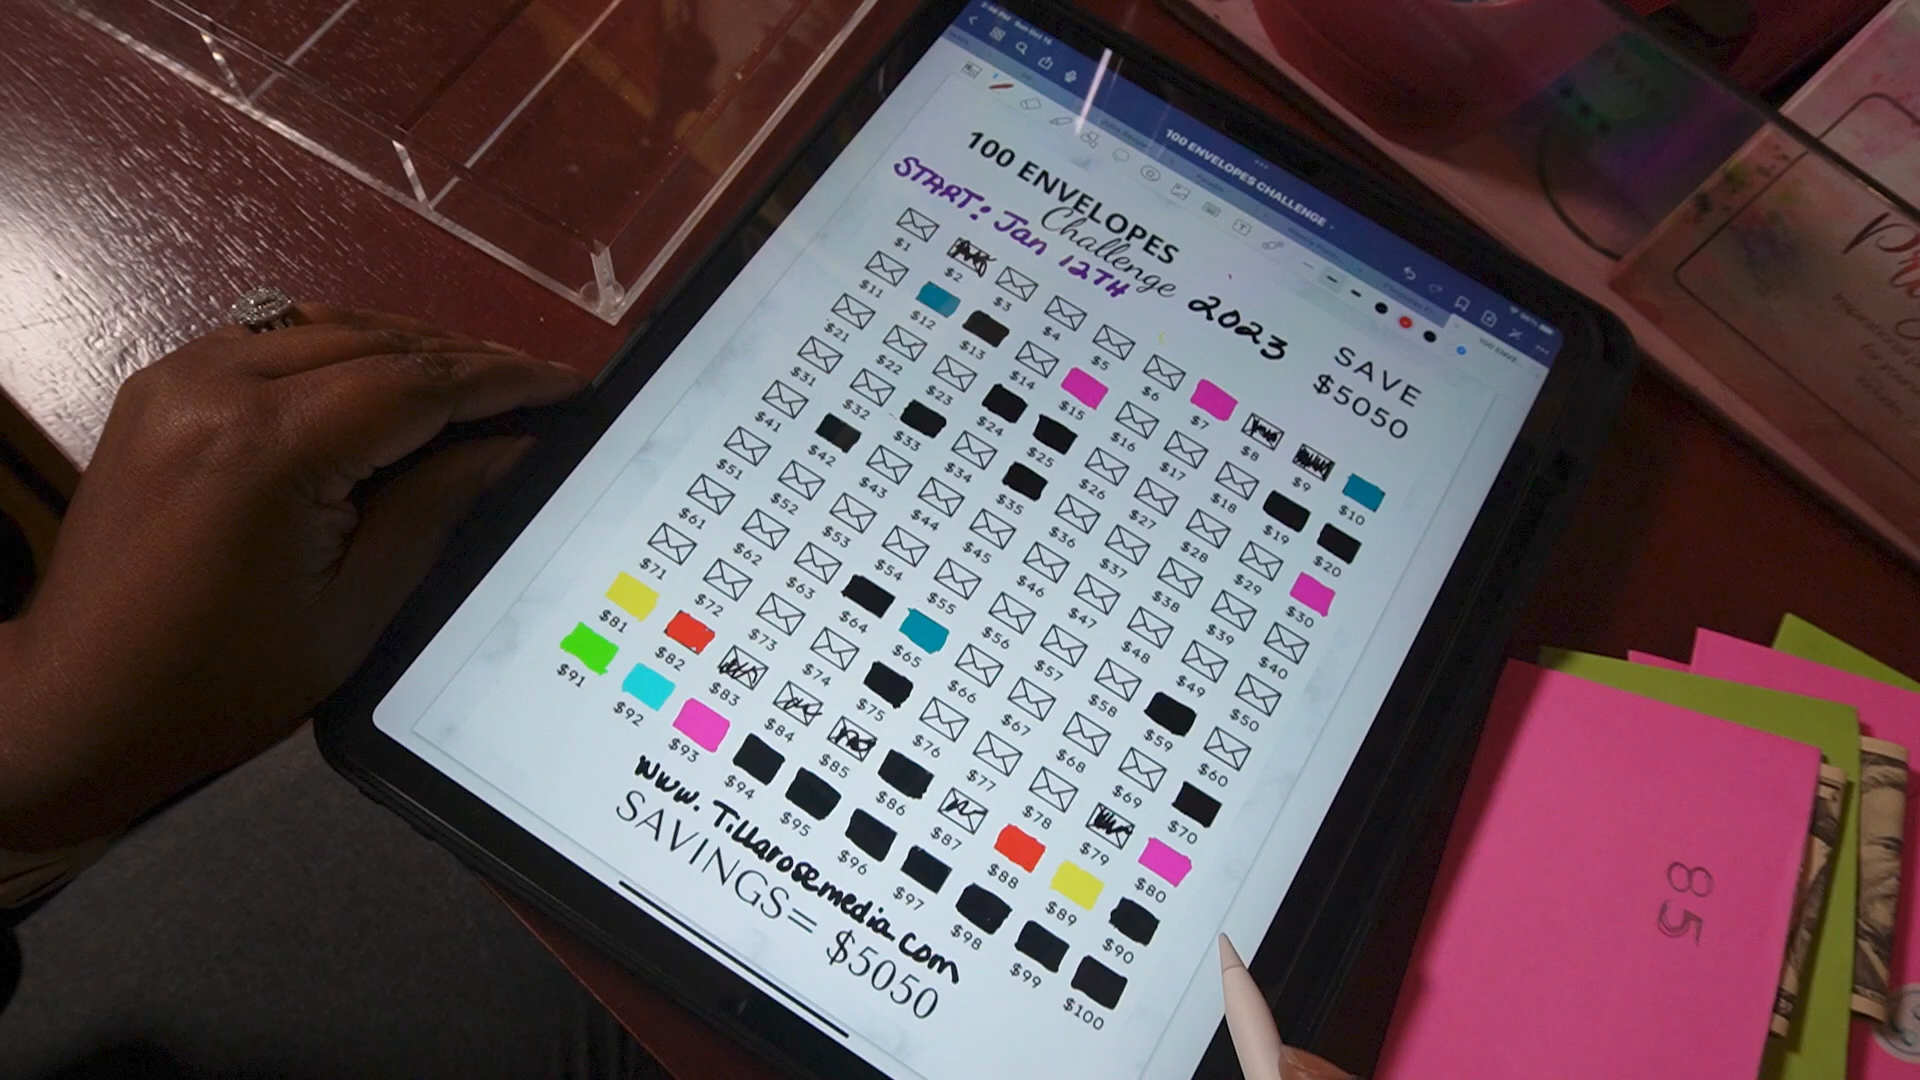 100 ENVELOPES CHALLENGE
100 ENVELOPES
Challenge 2023
START: Jan 12TH
SAVE
$5050
$1 $2 $3 $4 $5 $6 $7 $8 $9 $10
$11 $12 $13 $14 $15 $16 $17 $18 $19 $20
$21 $22 $23 $24 $25 $26 $27 $28 $29 $30
$31 $32 $33 $34 $35 $36 $37 $38 $39 $40
$41 $42 $43 $44 $45 $46 $47 $48 $49 $50
$51 $52 $53 $54 $55 $56 $57 $58 $59 $60
$61 $62 $63 $64 $65 $66 $67 $68 $69 $70
$71 $72 $73 $74 $75 $76 $77 $78 $79 $80
$81 $82 $83 $84 $85 $86 $87 $88 $89 $90
$91 $92 $93 $94 $95 $96 $97 $98 $99 $100
www.Tillarosemedia.com
SAVINGS= $5050
85